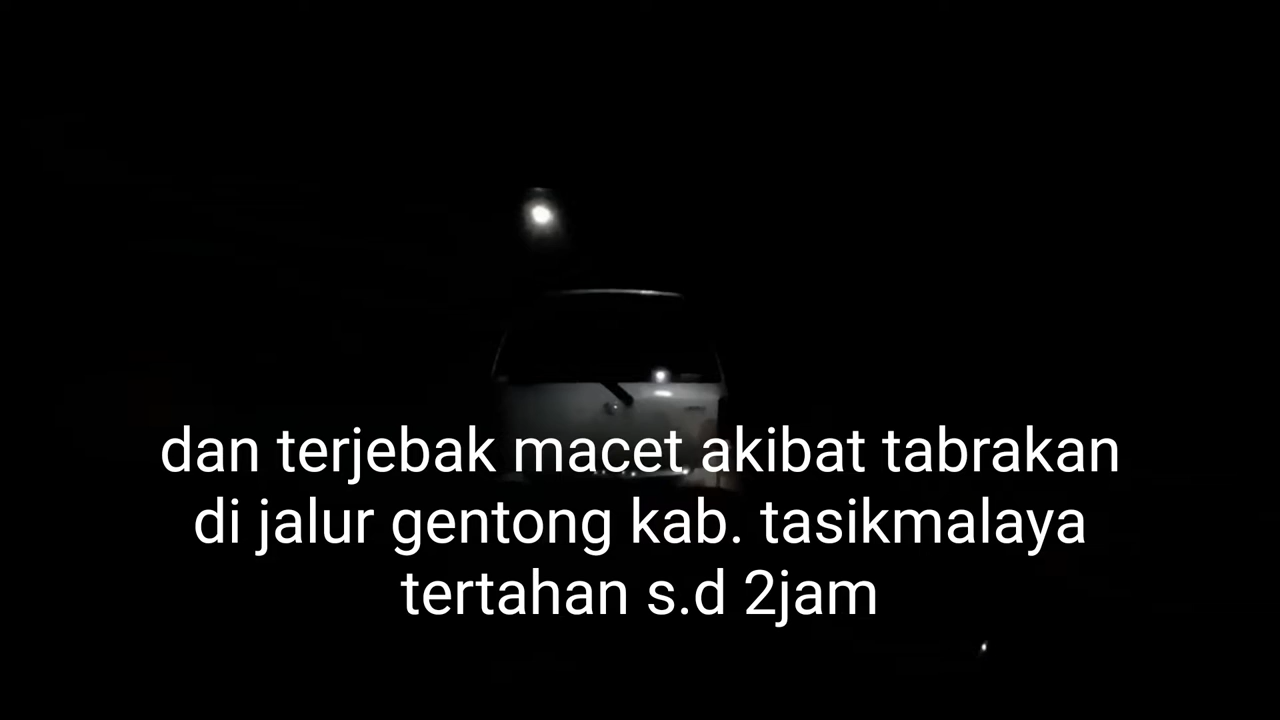 dan terjebak macet akibat tabrakan
di jalur gentong kab. tasikmalaya
tertahan s.d 2jam